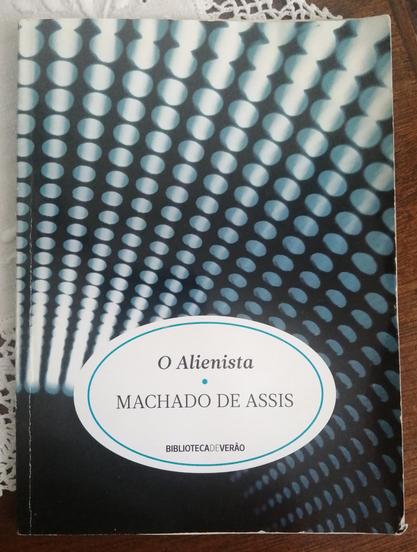 O Alienista
MACHADO DE ASSIS
BIBLIOTECADEVERÃO